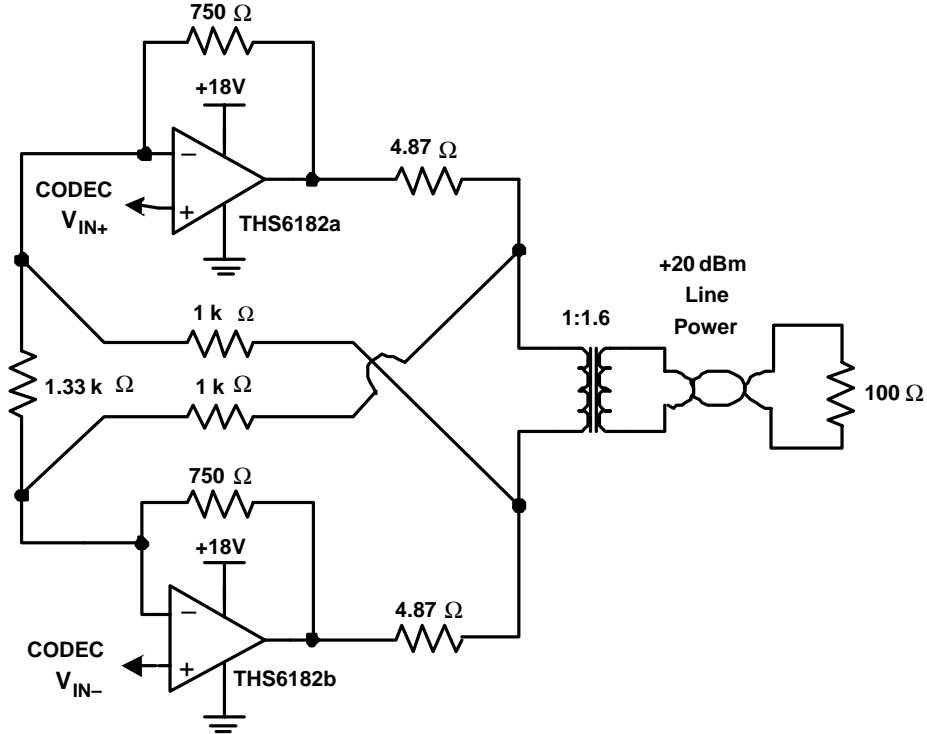 750 Ω
+18V
4.87 Ω
−
CODEC
VIN+
+
THS6182a
+20 dBm
Line
Power
1 k Ω
1:1.6
1.33 k Ω
1 k Ω
100 Ω
750 Ω
+18V
4.87 Ω
−
CODEC
VIN–
+
THS6182b